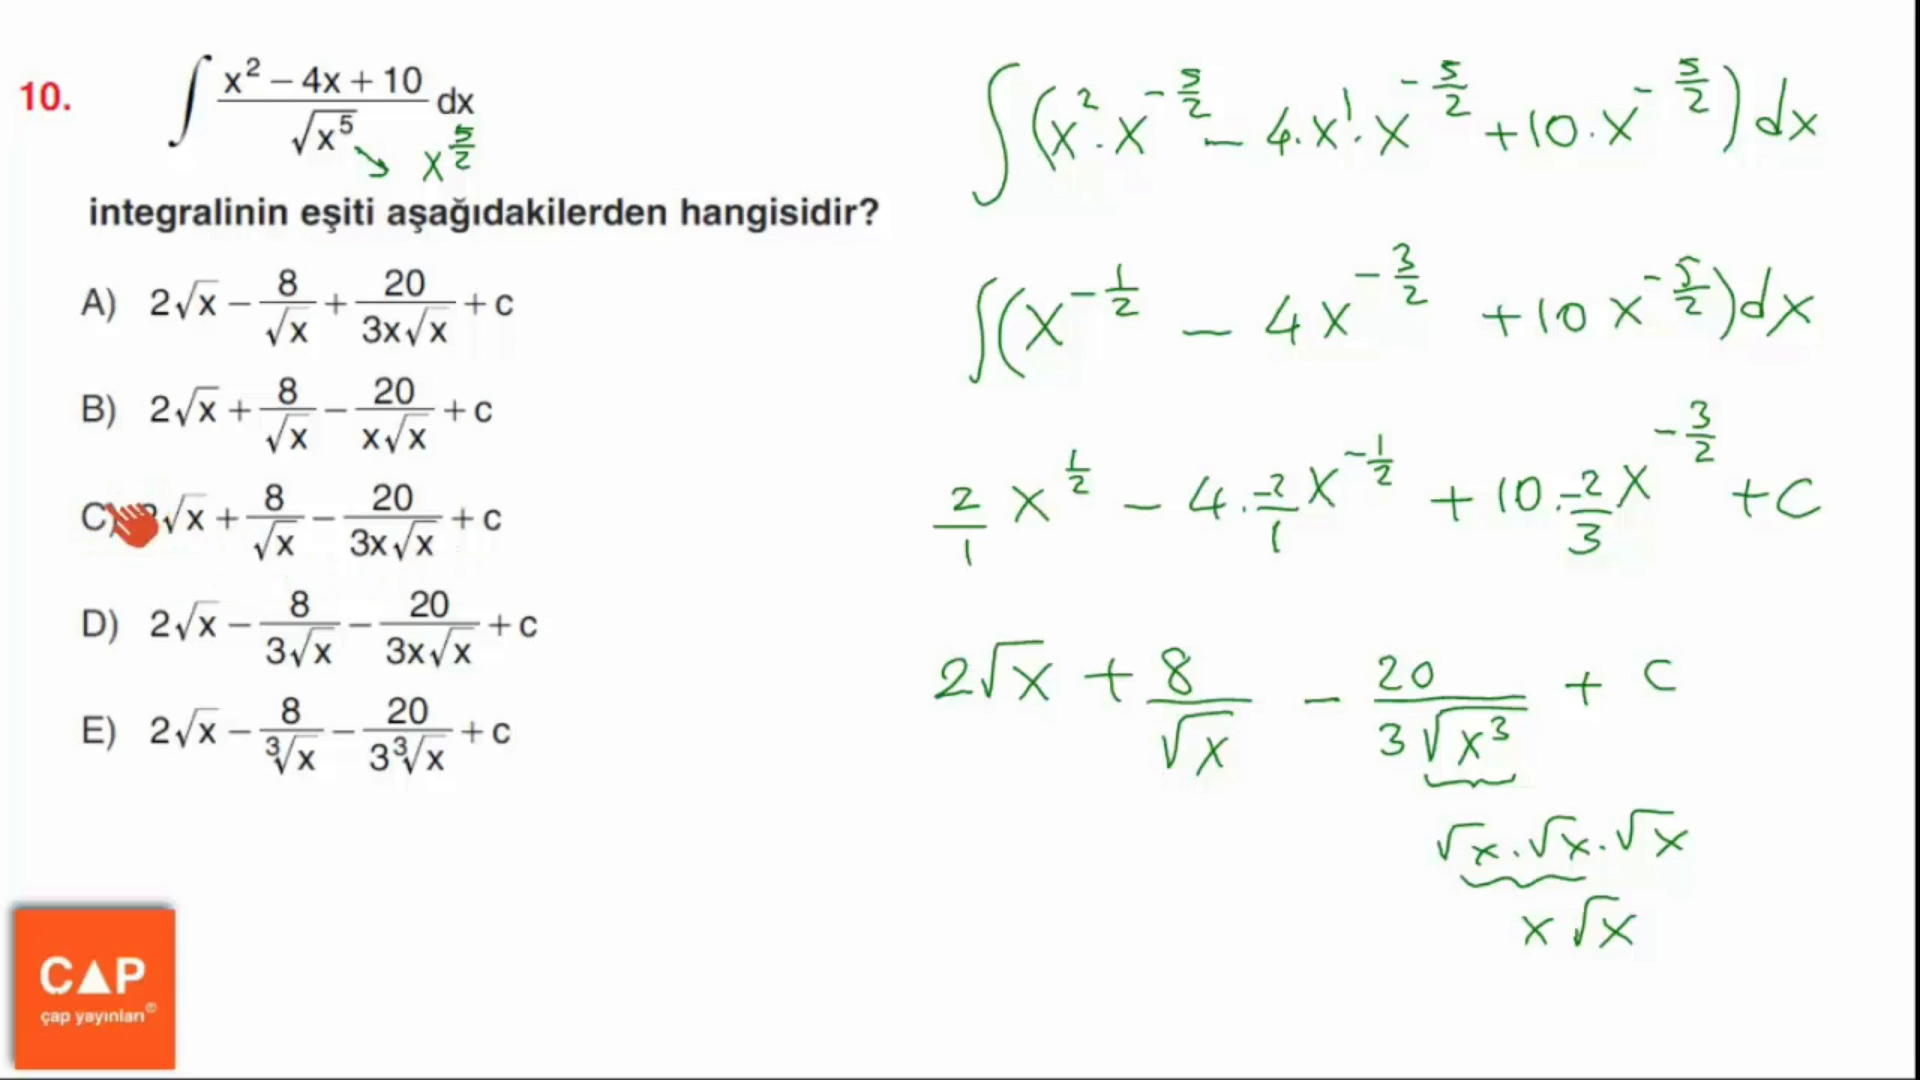 10. ∫ (x² − 4x + 10)/√x⁵ dx
x^(5/2)
integralinin eşiti aşağıdakilerden hangisidir?
A) 2√x − 8/√x + 20/(3x√x) + c
B) 2√x + 8/√x − 20/(x√x) + c
C) √x + 8/√x − 20/(3x√x) + c
D) 2√x − 8/(3√x) − 20/(3x√x) + c
E) 2√x − 8/∛x − 20/(3∛x) + c
∫(x²·x^(−5/2) − 4·x¹·x^(−5/2) + 10·x^(−5/2))dx
∫(x^(−1/2) − 4x^(−3/2) + 10x^(−5/2))dx
2/1 x^(1/2) − 4·−2/1 x^(−1/2) + 10·−2/3 x^(−3/2) + C
2√x + 8/√x − 20/(3√x³) + C
√x·√x·√x
x√x
CAP
çap yayınları®